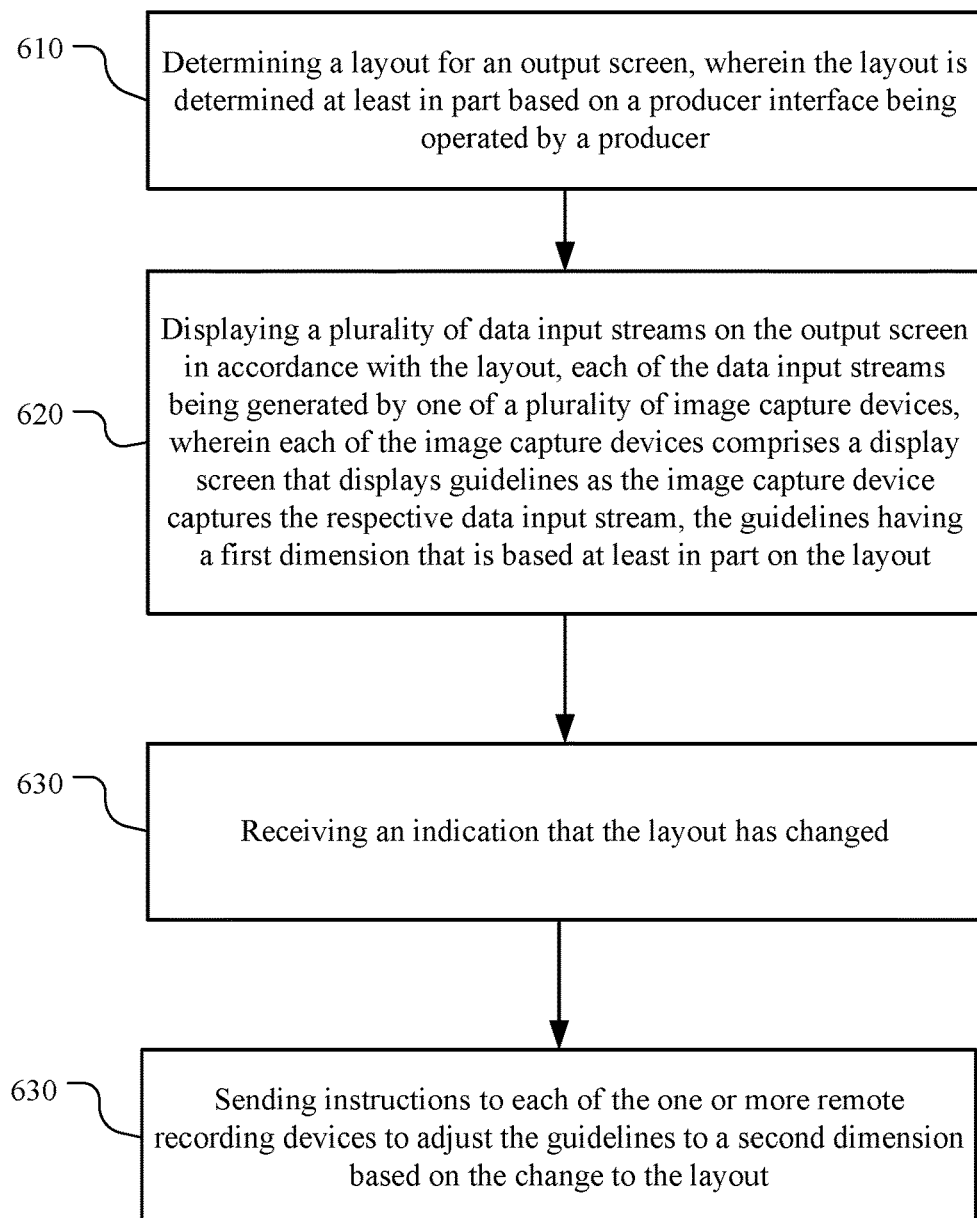 610
Determining a layout for an output screen, wherein the layout is
determined at least in part based on a producer interface being
operated by a producer
620
Displaying a plurality of data input streams on the output screen
in accordance with the layout, each of the data input streams
being generated by one of a plurality of image capture devices,
wherein each of the image capture devices comprises a display
screen that displays guidelines as the image capture device
captures the respective data input stream, the guidelines having
a first dimension that is based at least in part on the layout
630
Receiving an indication that the layout has changed
630
Sending instructions to each of the one or more remote
recording devices to adjust the guidelines to a second dimension
based on the change to the layout